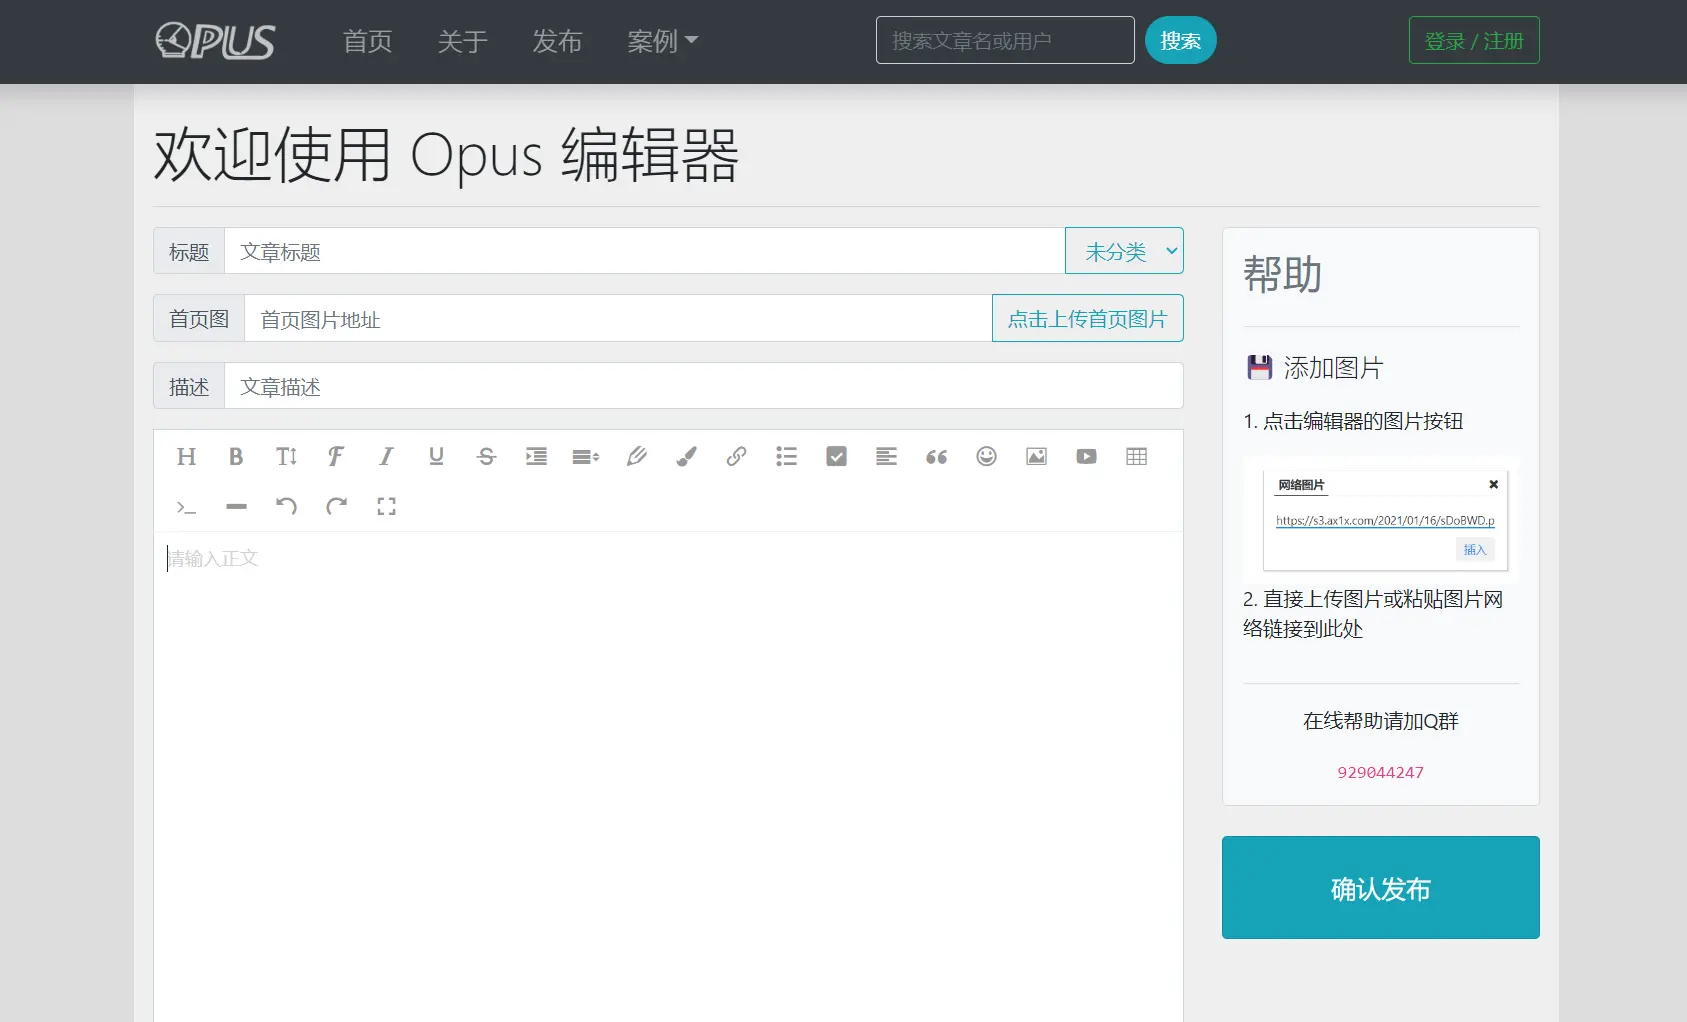 OPUS
首页 关于 发布 案例
搜索文章名或用户 搜索
登录 / 注册
欢迎使用 Opus 编辑器
标题 文章标题 未分类
首页图 首页图片地址 点击上传首页图片
描述 文章描述
请输入正文
帮助
添加图片
1. 点击编辑器的图片按钮
网络图片
https://s3.ax1x.com/2021/01/16/sDoBWD.p
插入
2. 直接上传图片或粘贴图片网
络链接到此处
在线帮助请加Q群
929044247
确认发布